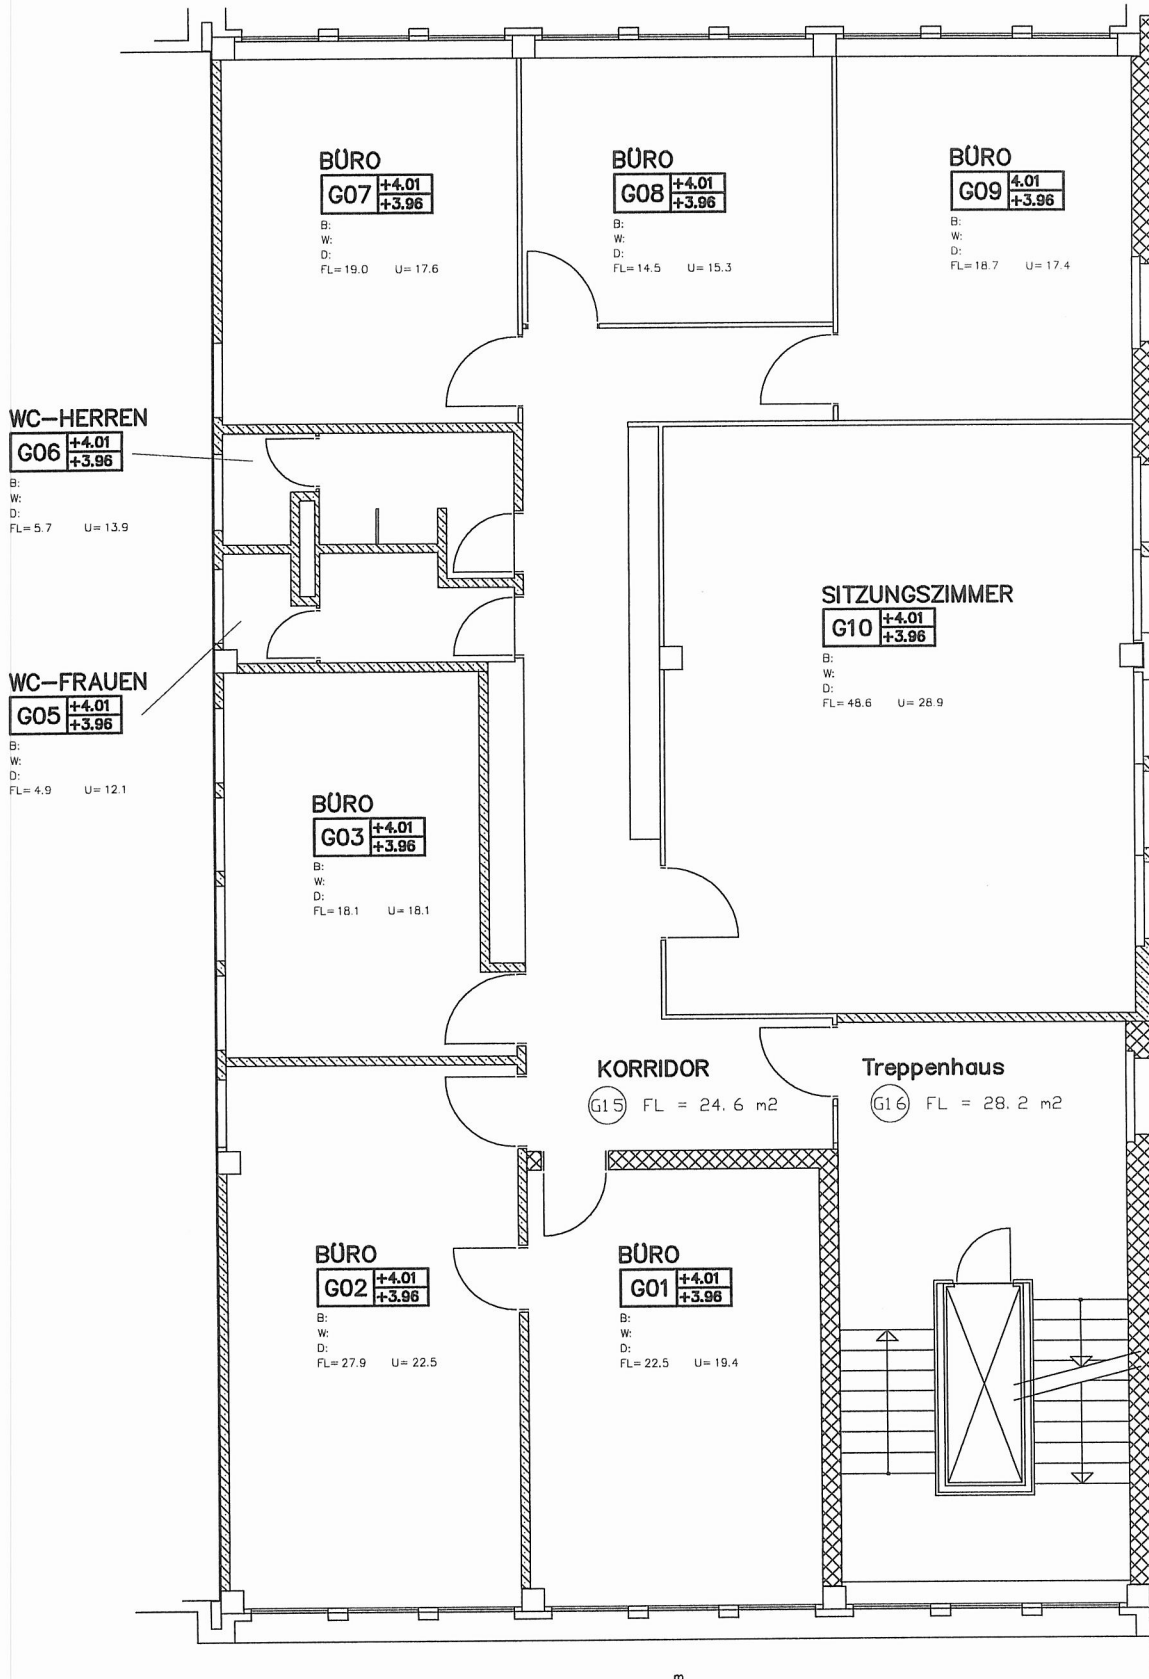 BÜRO
G07 +4.01
+3.96
B:
W:
D:
FL= 19.0 U= 17.6
BÜRO
G08 +4.01
+3.96
B:
W:
D:
FL= 14.5 U= 15.3
BÜRO
G09 4.01
+3.96
B:
W:
D:
FL= 18.7 U= 17.4
WC-HERREN
G06 +4.01
+3.96
B:
W:
D:
FL= 5.7 U= 13.9
SITZUNGSZIMMER
G10 +4.01
+3.96
B:
W:
D:
FL= 48.6 U= 28.9
WC-FRAUEN
G05 +4.01
+3.96
B:
W:
D:
FL= 4.9 U= 12.1
BÜRO
G03 +4.01
+3.96
B:
W:
D:
FL= 18.1 U= 18.1
KORRIDOR
G15 FL = 24.6 m2
Treppenhaus
G16 FL = 28.2 m2
BÜRO
G02 +4.01
+3.96
B:
W:
D:
FL= 27.9 U= 22.5
BÜRO
G01 +4.01
+3.96
B:
W:
D:
FL= 22.5 U= 19.4
m